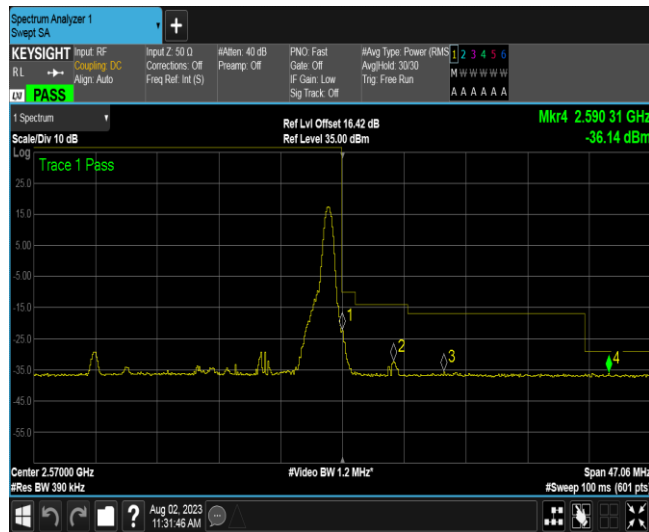 Spectrum Analyzer 1
Swept SA
+
KEYSIGHT Input: RF Input Z: 50 Ω #Atten: 40 dB PNO: Fast #Avg Type: Power (RMS 1 2 3 4 5 6
RL Coupling: DC Corrections: Off Preamp: Off Gate: Off Avg|Hold: 30/30 M W W W W W
Align: Auto Freq Ref: Int (S) IF Gain: Low Trig: Free Run
LXI PASS Sig Track: Off A A A A A A
1 Spectrum Ref Lvl Offset 16.42 dB Mkr4 2.590 31 GHz
Scale/Div 10 dB Ref Level 35.00 dBm -36.14 dBm
Log
Trace 1 Pass
25.0
15.0
5.00
-5.00
-15.0
1
-25.0
2 3 4
-35.0
-45.0
-55.0
Center 2.57000 GHz #Video BW 1.2 MHz* Span 47.06 MHz
#Res BW 390 kHz #Sweep 100 ms (601 pts)
? Aug 02, 2023
11:31:46 AM